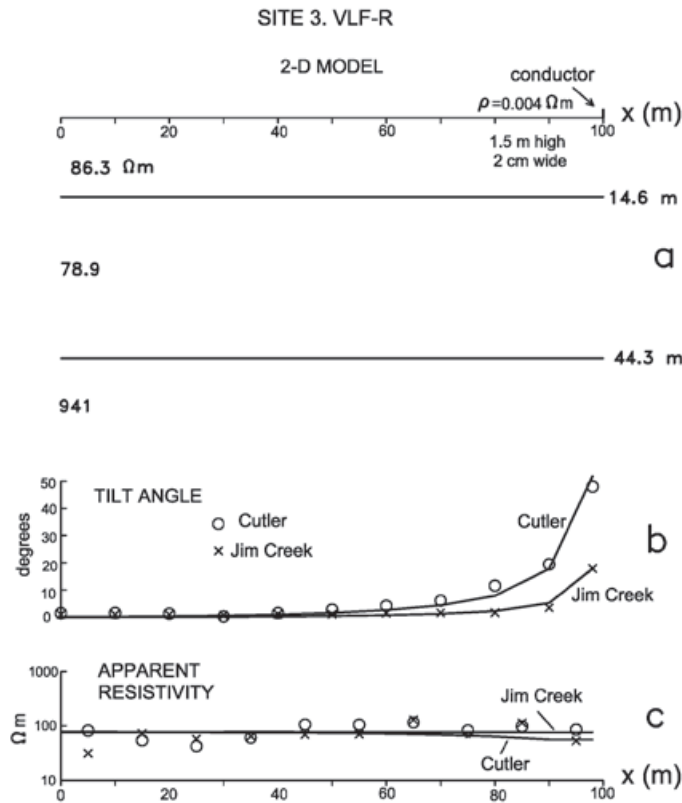 SITE 3. VLF-R
2-D MODEL
conductor
ρ=0.004 Ωm
x (m)
0 20 40 60 80 100
1.5 m high
2 cm wide
86.3 Ωm
14.6 m
78.9
a
44.3 m
941
50
40
30
20
10
0
degrees
TILT ANGLE
Cutler
Jim Creek
Cutler
Jim Creek
b
1000
100
10
Ωm
APPARENT
RESISTIVITY
Jim Creek
Cutler
c
0 20 40 60 80 100
x (m)